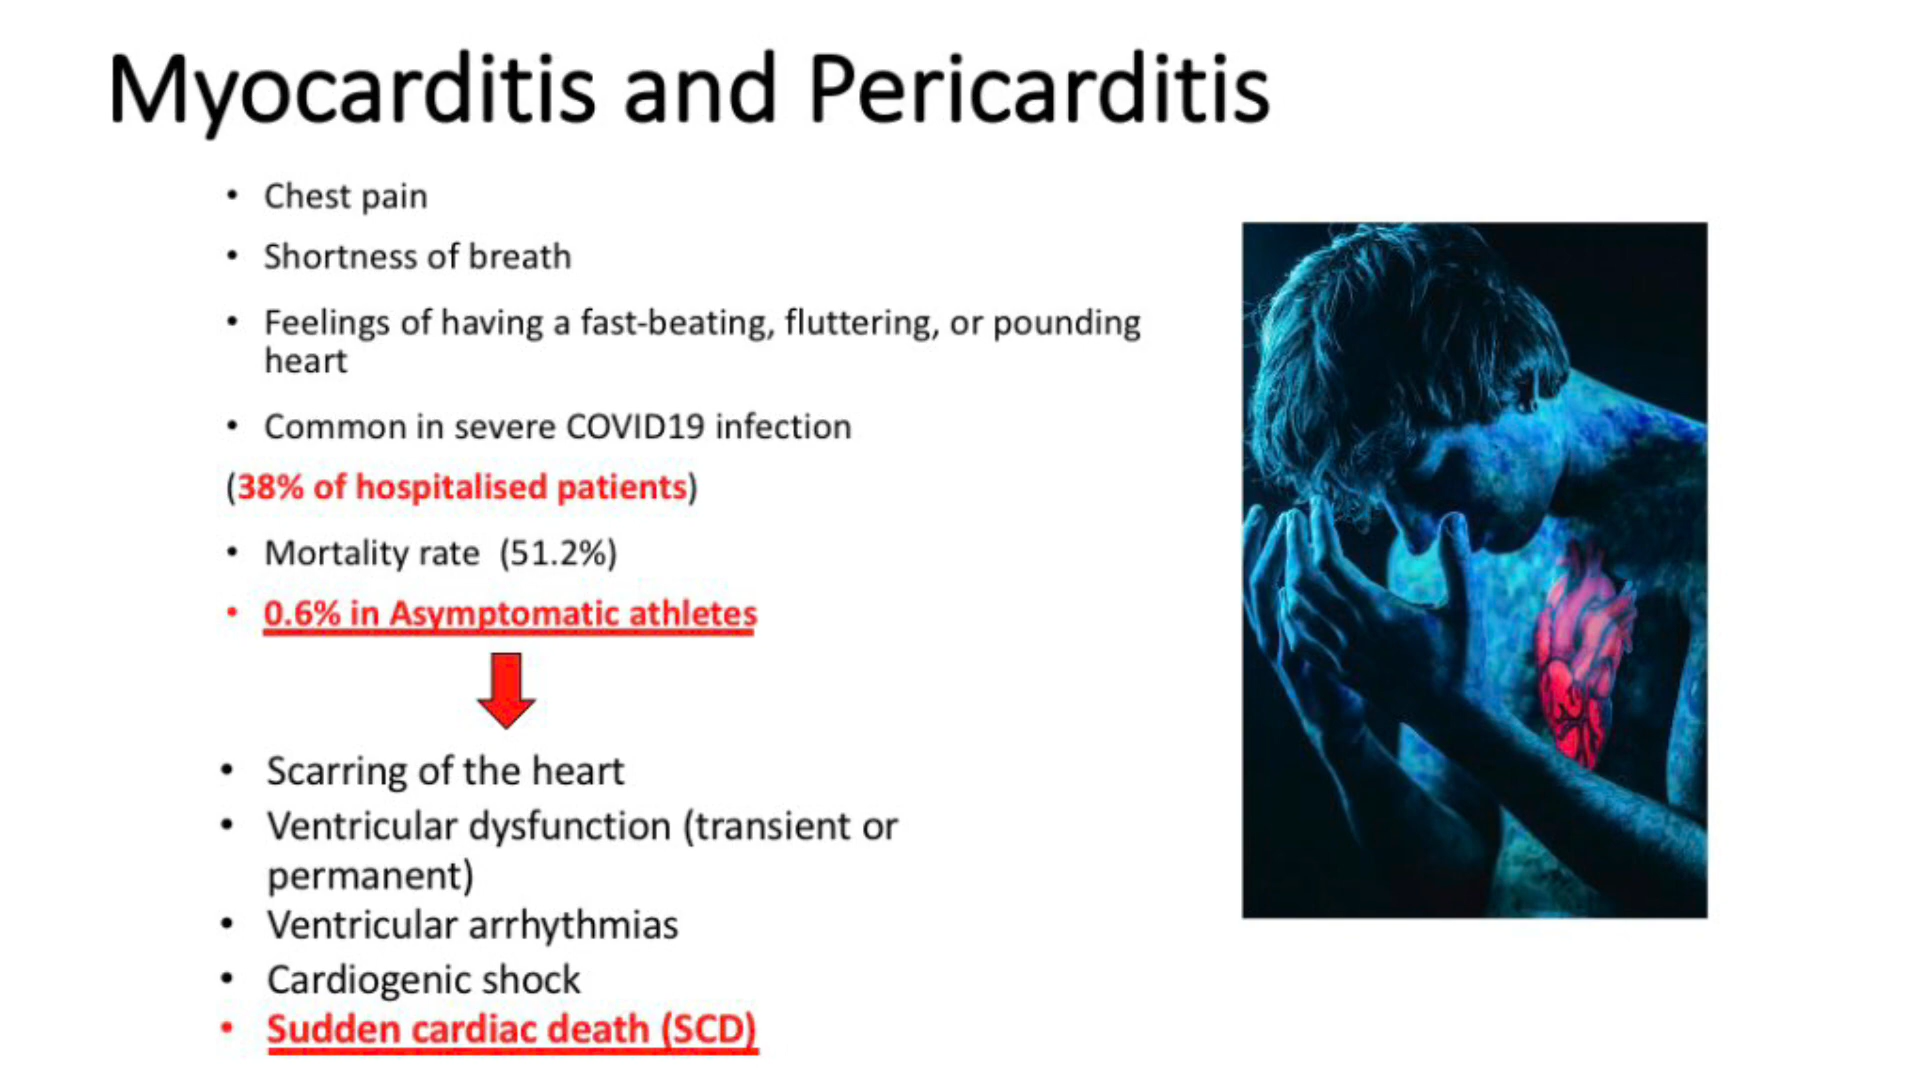 Myocarditis and Pericarditis
• Chest pain
• Shortness of breath
• Feelings of having a fast-beating, fluttering, or pounding
heart
• Common in severe COVID19 infection
(38% of hospitalised patients)
• Mortality rate (51.2%)
• 0.6% in Asymptomatic athletes
• Scarring of the heart
• Ventricular dysfunction (transient or
permanent)
• Ventricular arrhythmias
• Cardiogenic shock
• Sudden cardiac death (SCD)